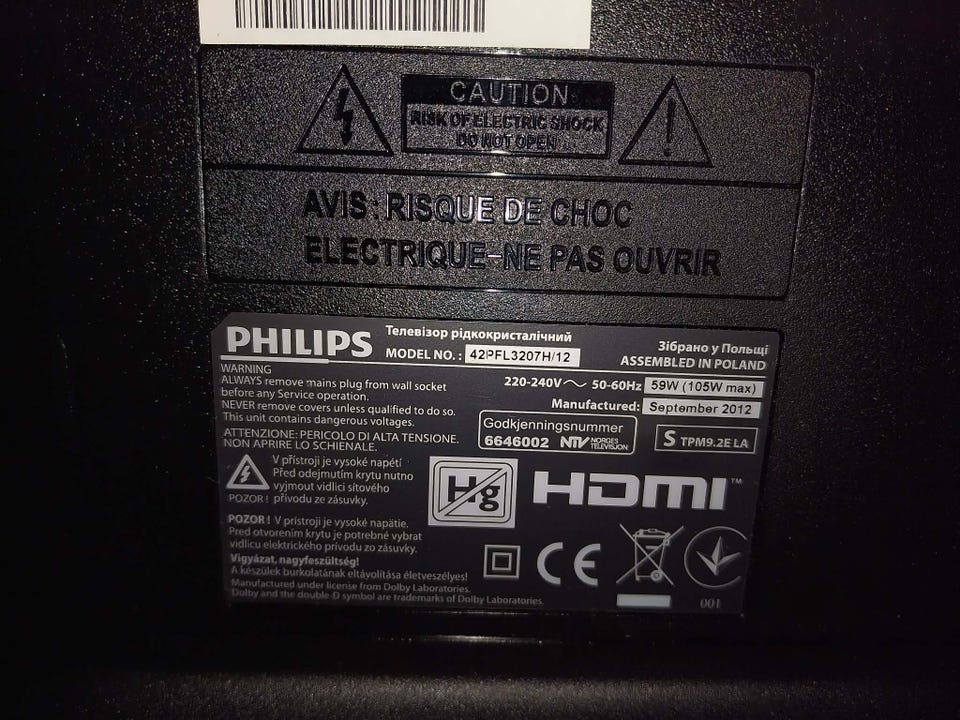 CAUTION
RISK OF ELECTRIC SHOCK
DO NOT OPEN
AVIS : RISQUE DE CHOC
ELECTRIQUE-NE PAS OUVRIR
PHILIPS
Телевізор рідкокристалічний
MODEL NO. : 42PFL3207H/12
Зібрано у Польщі
ASSEMBLED IN POLAND
220-240V ~ 50-60Hz 59W (105W max)
Manufactured: September 2012
WARNING
ALWAYS remove mains plug from wall socket
before any Service operation.
NEVER remove covers unless qualified to do so.
This unit contains dangerous voltages.
ATTENZIONE: PERICOLO DI ALTA TENSIONE.
NON APRIRE LO SCHIENALE.
Godkjenningsnummer
6646002 NTV NORGES
TELEVISJON
S TPM9.2E LA
V přístroji je vysoké napětí
Před odejmutím krytu nutno
vyjmout vidlici síťového
POZOR ! přívodu ze zásuvky.
Hg
HDMI™
POZOR ! V prístroji je vysoké napätie.
Pred otvorením krytu je potrebné vybrat
vidlicu elektrického prívodu zo zásuvky.
Vigyázat, nagyfeszültség!
A készülek burkolatának eltávolítása életveszélyes!
Manufactured under license from Dolby Laboratories.
Dolby and the double-D symbol are trademarks of Dolby Laboratories.
CE
001